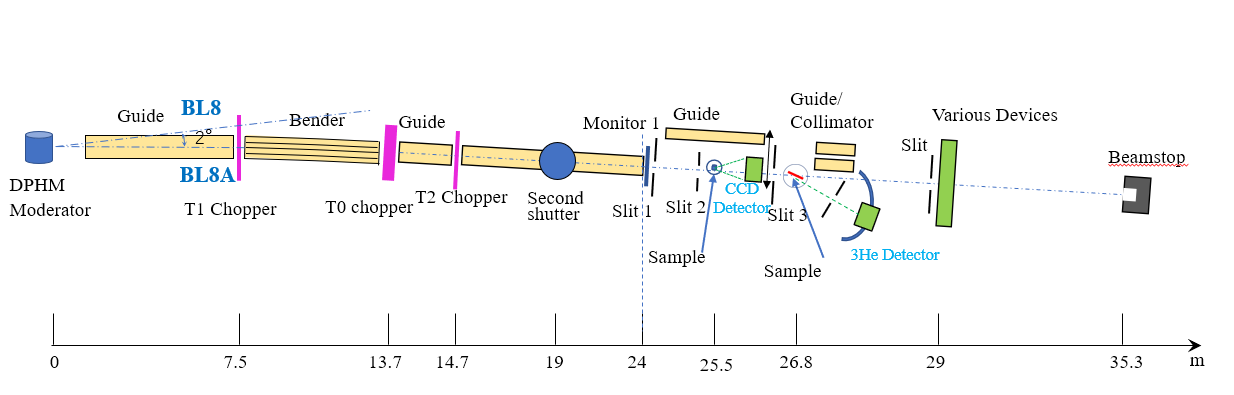 Guide
BL8
2°
BL8A
DPHM
Moderator
T1 Chopper
Bender
T0 chopper
Guide
T2 Chopper
Second
shutter
Monitor 1
Slit 1
Guide
Slit 2
CCD
Detector
Sample
Guide/
Collimator
Slit 3
Sample
3He Detector
Various Devices
Slit
Beamstop
0
7.5
13.7
14.7
19
24
25.5
26.8
29
35.3
m